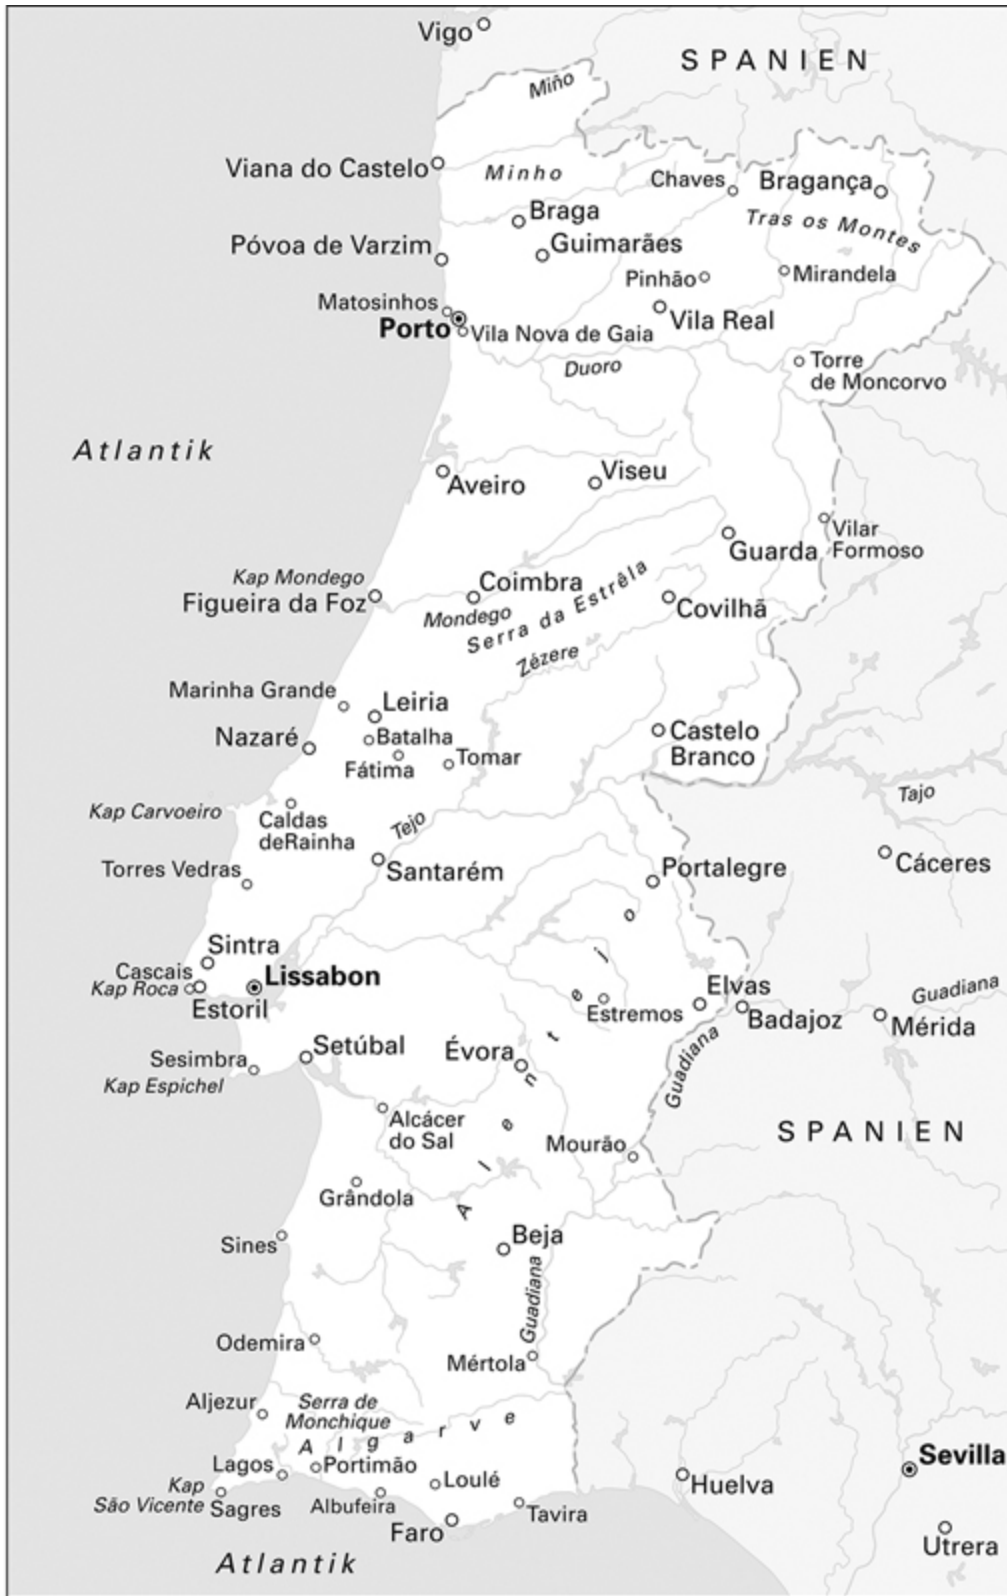 Vigo
SPANIEN
Miño
Viana do Castelo
Minho
Chaves
Bragança
Braga
Tras os Montes
Póvoa de Varzim
Guimarães
Pinhão
Mirandela
Matosinhos
Porto
Vila Nova de Gaia
Vila Real
Duoro
Torre
de Moncorvo
Atlantik
Aveiro
Viseu
Vilar
Formoso
Guarda
Kap Mondego
Figueira da Foz
Coimbra
Mondego
Serra da Estrêla
Covilhã
Zézere
Marinha Grande
Leiria
Nazaré
Batalha
Fátima
Tomar
Castelo
Branco
Kap Carvoeiro
Caldas
deRainha
Tejo
Tajo
Torres Vedras
Santarém
Portalegre
Cáceres
Sintra
Cascais
Kap Roca
Lissabon
Estoril
Estremos
Elvas
Badajoz
Guadiana
Mérida
Sesimbra
Setúbal
Évora
Kap Espichel
Guadiana
Alcácer
do Sal
Alentejo
Mourão
SPANIEN
Grândola
Sines
Beja
Guadiana
Odemira
Mértola
Aljezur
Serra de
Monchique
Algarve
Lagos
Portimão
Kap
São Vicente
Sagres
Albufeira
Loulé
Tavira
Faro
Huelva
Sevilla
Utrera
Atlantik